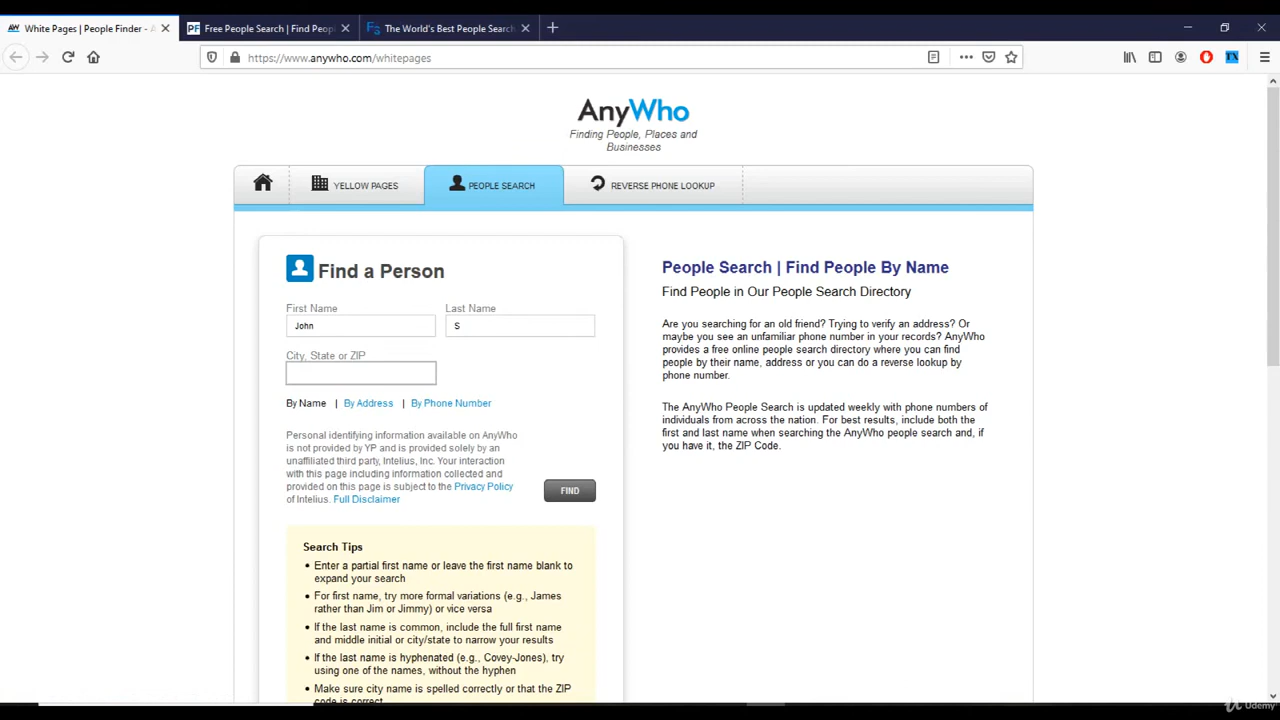 White Pages | People Finder - A
Free People Search | Find Peopl
The World's Best People Search
https://www.anywho.com/whitepages
TX
AnyWho
Finding People, Places and
Businesses
YELLOW PAGES
PEOPLE SEARCH
REVERSE PHONE LOOKUP
Find a Person
First Name
Last Name
John
S
City, State or ZIP
By Name | By Address | By Phone Number
Personal identifying information available on AnyWho
is not provided by YP and is provided solely by an
unaffiliated third party, Intelius, Inc. Your interaction
with this page including information collected and
provided on this page is subject to the Privacy Policy
of Intelius. Full Disclaimer
FIND
Search Tips
• Enter a partial first name or leave the first name blank to
expand your search
• For first name, try more formal variations (e.g., James
rather than Jim or Jimmy) or vice versa
• If the last name is common, include the full first name
and middle initial or city/state to narrow your results
• If the last name is hyphenated (e.g., Covey-Jones), try
using one of the names, without the hyphen
• Make sure city name is spelled correctly or that the ZIP
code is correct
People Search | Find People By Name
Find People in Our People Search Directory
Are you searching for an old friend? Trying to verify an address? Or
maybe you see an unfamiliar phone number in your records? AnyWho
provides a free online people search directory where you can find
people by their name, address or you can do a reverse lookup by
phone number.
The AnyWho People Search is updated weekly with phone numbers of
individuals from across the nation. For best results, include both the
first and last name when searching the AnyWho people search and, if
you have it, the ZIP Code.
Udemy